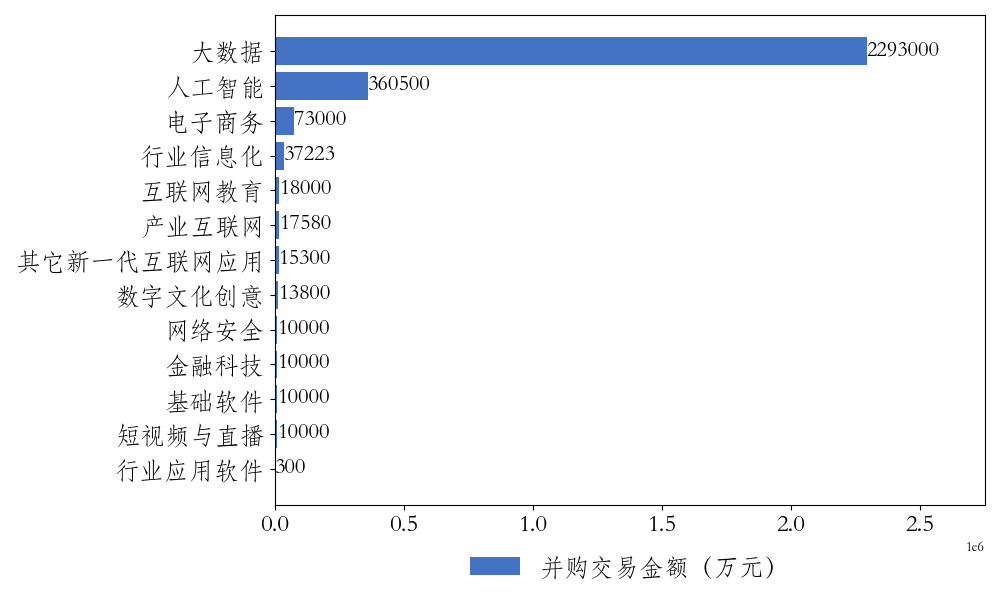 大数据 2293000
人工智能 360500
电子商务 73000
行业信息化 37223
互联网教育 18000
产业互联网 17580
其它新一代互联网应用 15300
数字文化创意 13800
网络安全 10000
金融科技 10000
基础软件 10000
短视频与直播 10000
行业应用软件 300
0.0 0.5 1.0 1.5 2.0 2.5
1e6
并购交易金额（万元）